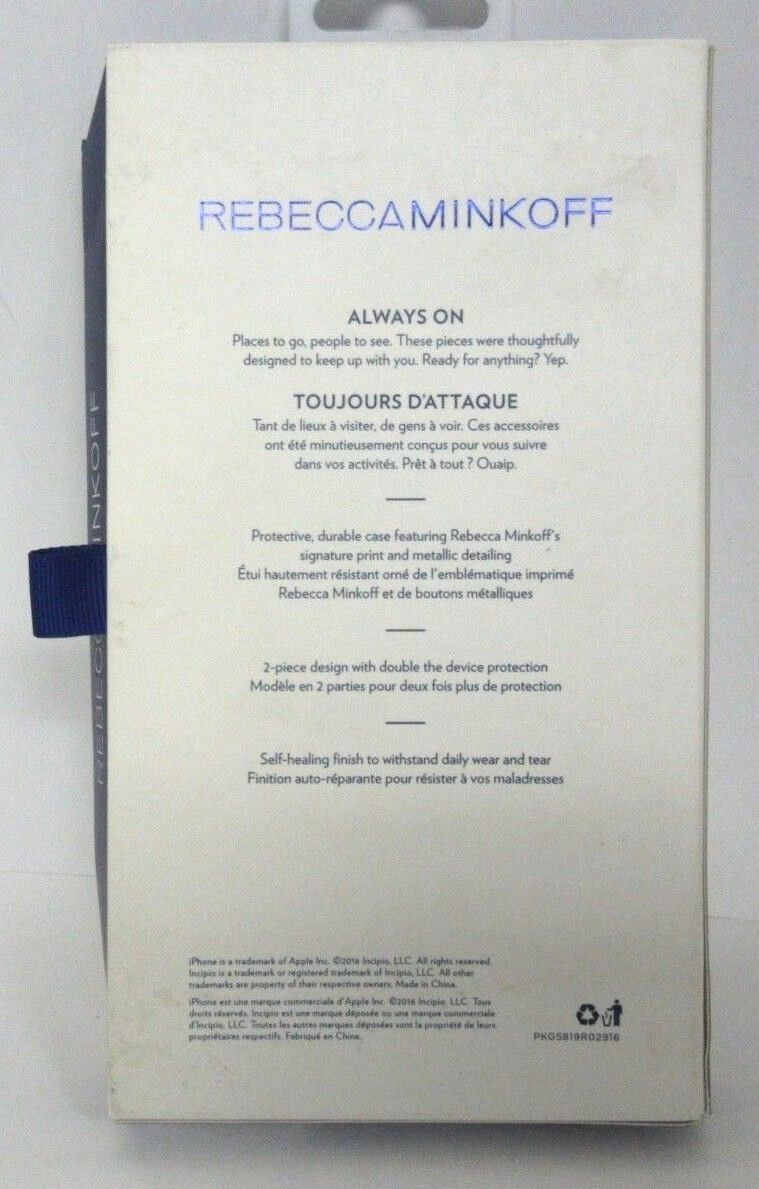 REBECCAMINKOFF
ALWAYS ON
Places to go, people to see. These pieces were thoughtfully
designed to keep up with you. Ready for anything? Yep.
TOUJOURS D'ATTAQUE
Tant de lieux à visiter, de gens à voir. Ces accessoires
ont été minutieusement conçus pour vous suivre
dans vos activités. Prêt à tout ? Ouaip.
Protective, durable case featuring Rebecca Minkoff's
signature print and metallic detailing
Étui hautement résistant orné de l'emblématique imprimé
Rebecca Minkoff et de boutons métalliques
2-piece design with double the device protection
Modèle en 2 parties pour deux fois plus de protection
Self-healing finish to withstand daily wear and tear
Finition auto-réparante pour résister à vos maladresses
iPhone is a trademark of Apple Inc. ©2016 Incipio, LLC. All rights reserved.
Incipio is a trademark or registered trademark of Incipio, LLC. All other
trademarks are property of their respective owners. Made in China.
iPhone est une marque commerciale d'Apple Inc. ©2016 Incipio, LLC. Tous
droits réservés. Incipio est une marque déposée ou une marque commerciale
d'Incipio, LLC. Toutes les autres marques déposées sont la propriété de leurs
propriétaires respectifs. Fabriqué en Chine.
PKG5819R02916